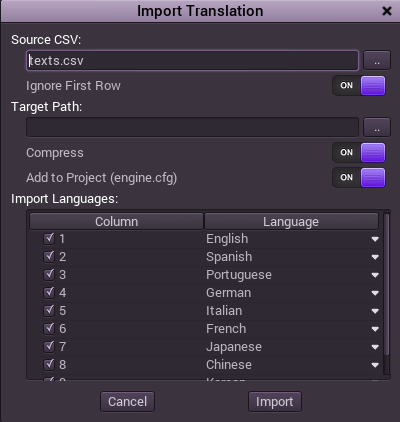 Import Translation
Source CSV:
texts.csv
..
Ignore First Row
ON
Target Path:
..
Compress
ON
Add to Project (engine.cfg)
ON
Import Languages:
Column Language
1 English
2 Spanish
3 Portuguese
4 German
5 Italian
6 French
7 Japanese
8 Chinese
Cancel Import